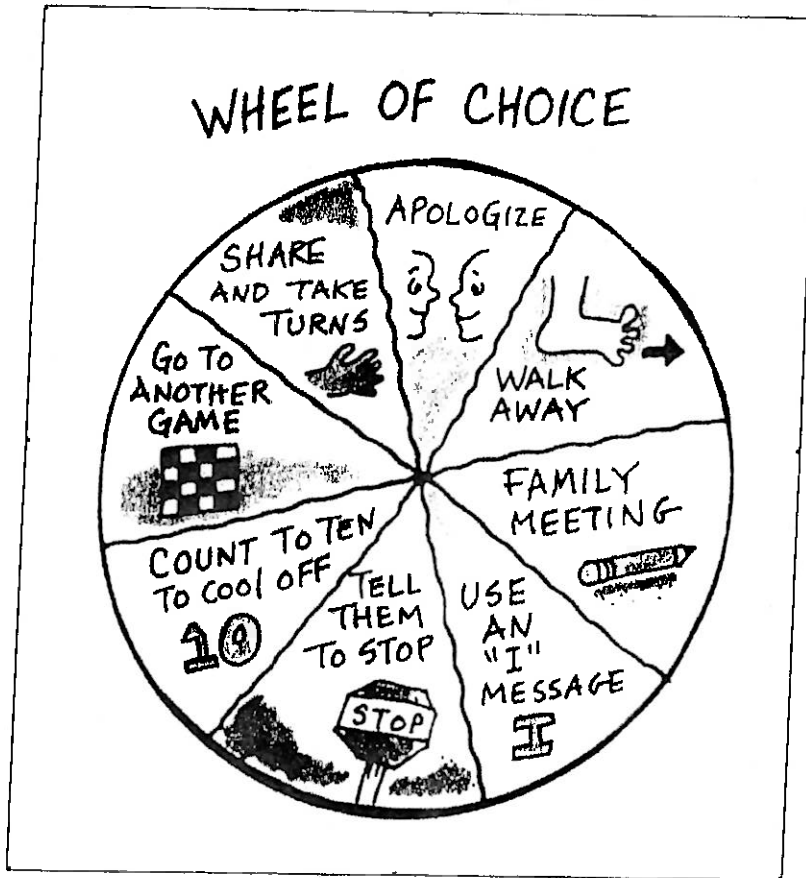 WHEEL OF CHOICE
APOLOGIZE
WALK
AWAY
FAMILY
MEETING
USE
AN
"I"
MESSAGE
I
TELL
THEM
TO STOP
STOP
COUNT TO TEN
TO COOl OFF
10
GO TO
ANOTHER
GAME
SHARE
AND TAKE
TURNS